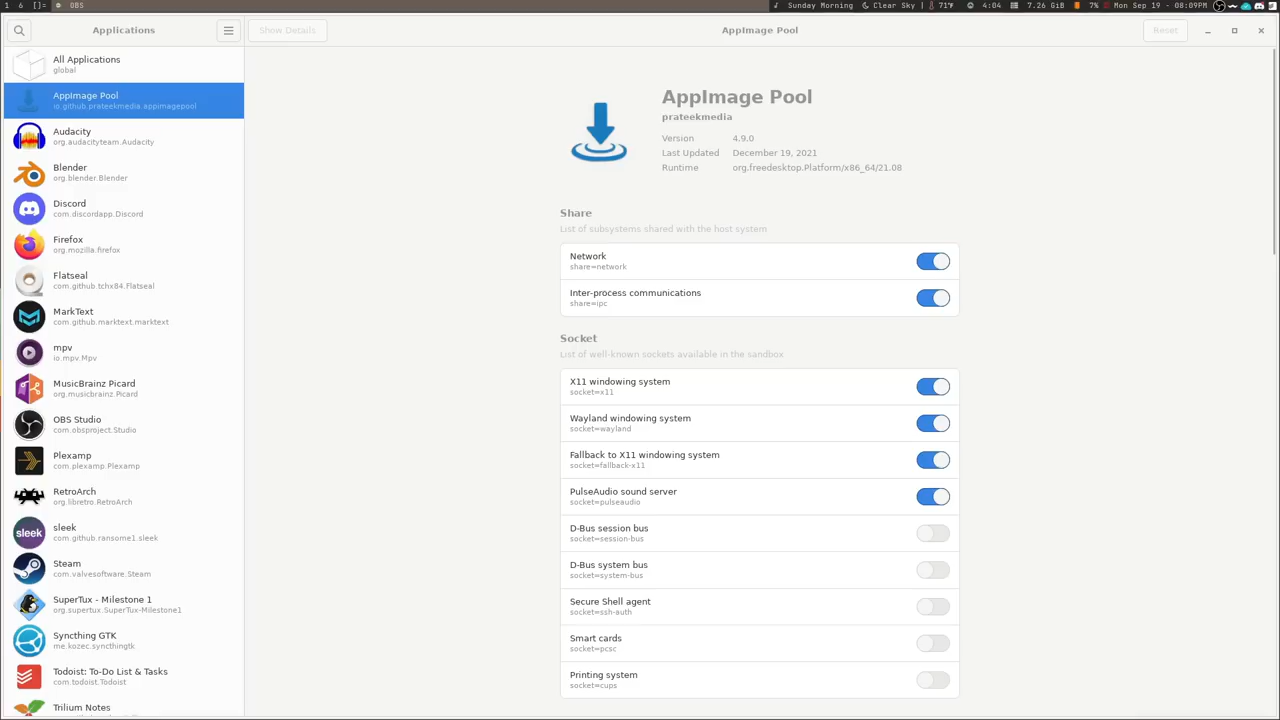 1 6 []= OBS
Sunday Morning Clear Sky | 71°F 4:04 7.26 GiB 7% Mon Sep 19 - 08:09PM
Applications
Show Details
AppImage Pool
Reset
All Applications
global
AppImage Pool
io.github.prateekmedia.appimagepool
Audacity
org.audacityteam.Audacity
Blender
org.blender.Blender
Discord
com.discordapp.Discord
Firefox
org.mozilla.firefox
Flatseal
com.github.tchx84.Flatseal
MarkText
com.github.marktext.marktext
mpv
io.mpv.Mpv
MusicBrainz Picard
org.musicbrainz.Picard
OBS Studio
com.obsproject.Studio
Plexamp
com.plexamp.Plexamp
RetroArch
org.libretro.RetroArch
sleek
sleek
com.github.ransome1.sleek
Steam
com.valvesoftware.Steam
SuperTux - Milestone 1
org.supertux.SuperTux-Milestone1
Syncthing GTK
me.kozec.syncthingtk
Todoist: To-Do List & Tasks
com.todoist.Todoist
Trilium Notes
AppImage Pool
prateekmedia
Version 4.9.0
Last Updated December 19, 2021
Runtime org.freedesktop.Platform/x86_64/21.08
Share
List of subsystems shared with the host system
Network
share=network
Inter-process communications
share=ipc
Socket
List of well-known sockets available in the sandbox
X11 windowing system
socket=x11
Wayland windowing system
socket=wayland
Fallback to X11 windowing system
socket=fallback-x11
PulseAudio sound server
socket=pulseaudio
D-Bus session bus
socket=session-bus
D-Bus system bus
socket=system-bus
Secure Shell agent
socket=ssh-auth
Smart cards
socket=pcsc
Printing system
socket=cups